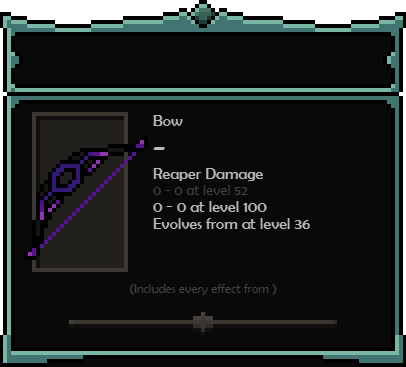 Bow
–
Reaper Damage
0 - 0 at level 52
0 - 0 at level 100
Evolves from at level 36
(Includes every effect from )